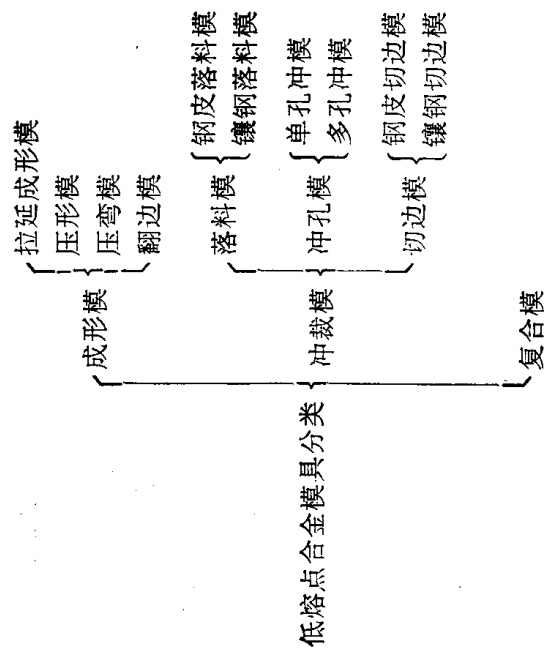 低熔点合金模具分类
成形模
拉延成形模
压形模
压弯模
翻边模
冲裁模
落料模
钢皮落料模
镶钢落料模
冲孔模
单孔冲模
多孔冲模
切边模
钢皮切边模
镶钢切边模
复合模